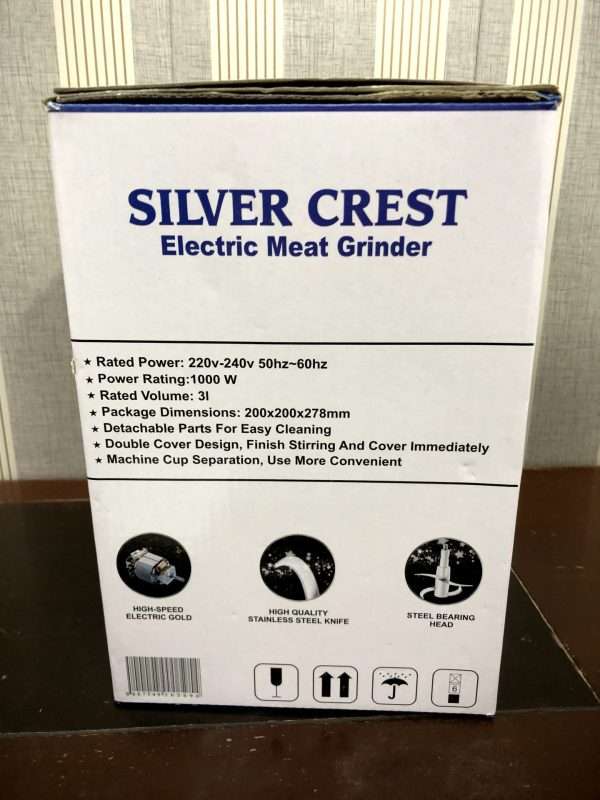 SILVER CREST
Electric Meat Grinder
★ Rated Power: 220v-240v 50hz~60hz
★ Power Rating:1000 W
★ Rated Volume: 3l
★ Package Dimensions: 200x200x278mm
★ Detachable Parts For Easy Cleaning
★ Double Cover Design, Finish Stirring And Cover Immediately
★ Machine Cup Separation, Use More Convenient
HIGH-SPEED
ELECTRIC GOLD
HIGH QUALITY
STAINLESS STEEL KNIFE
STEEL BEARING
HEAD
6